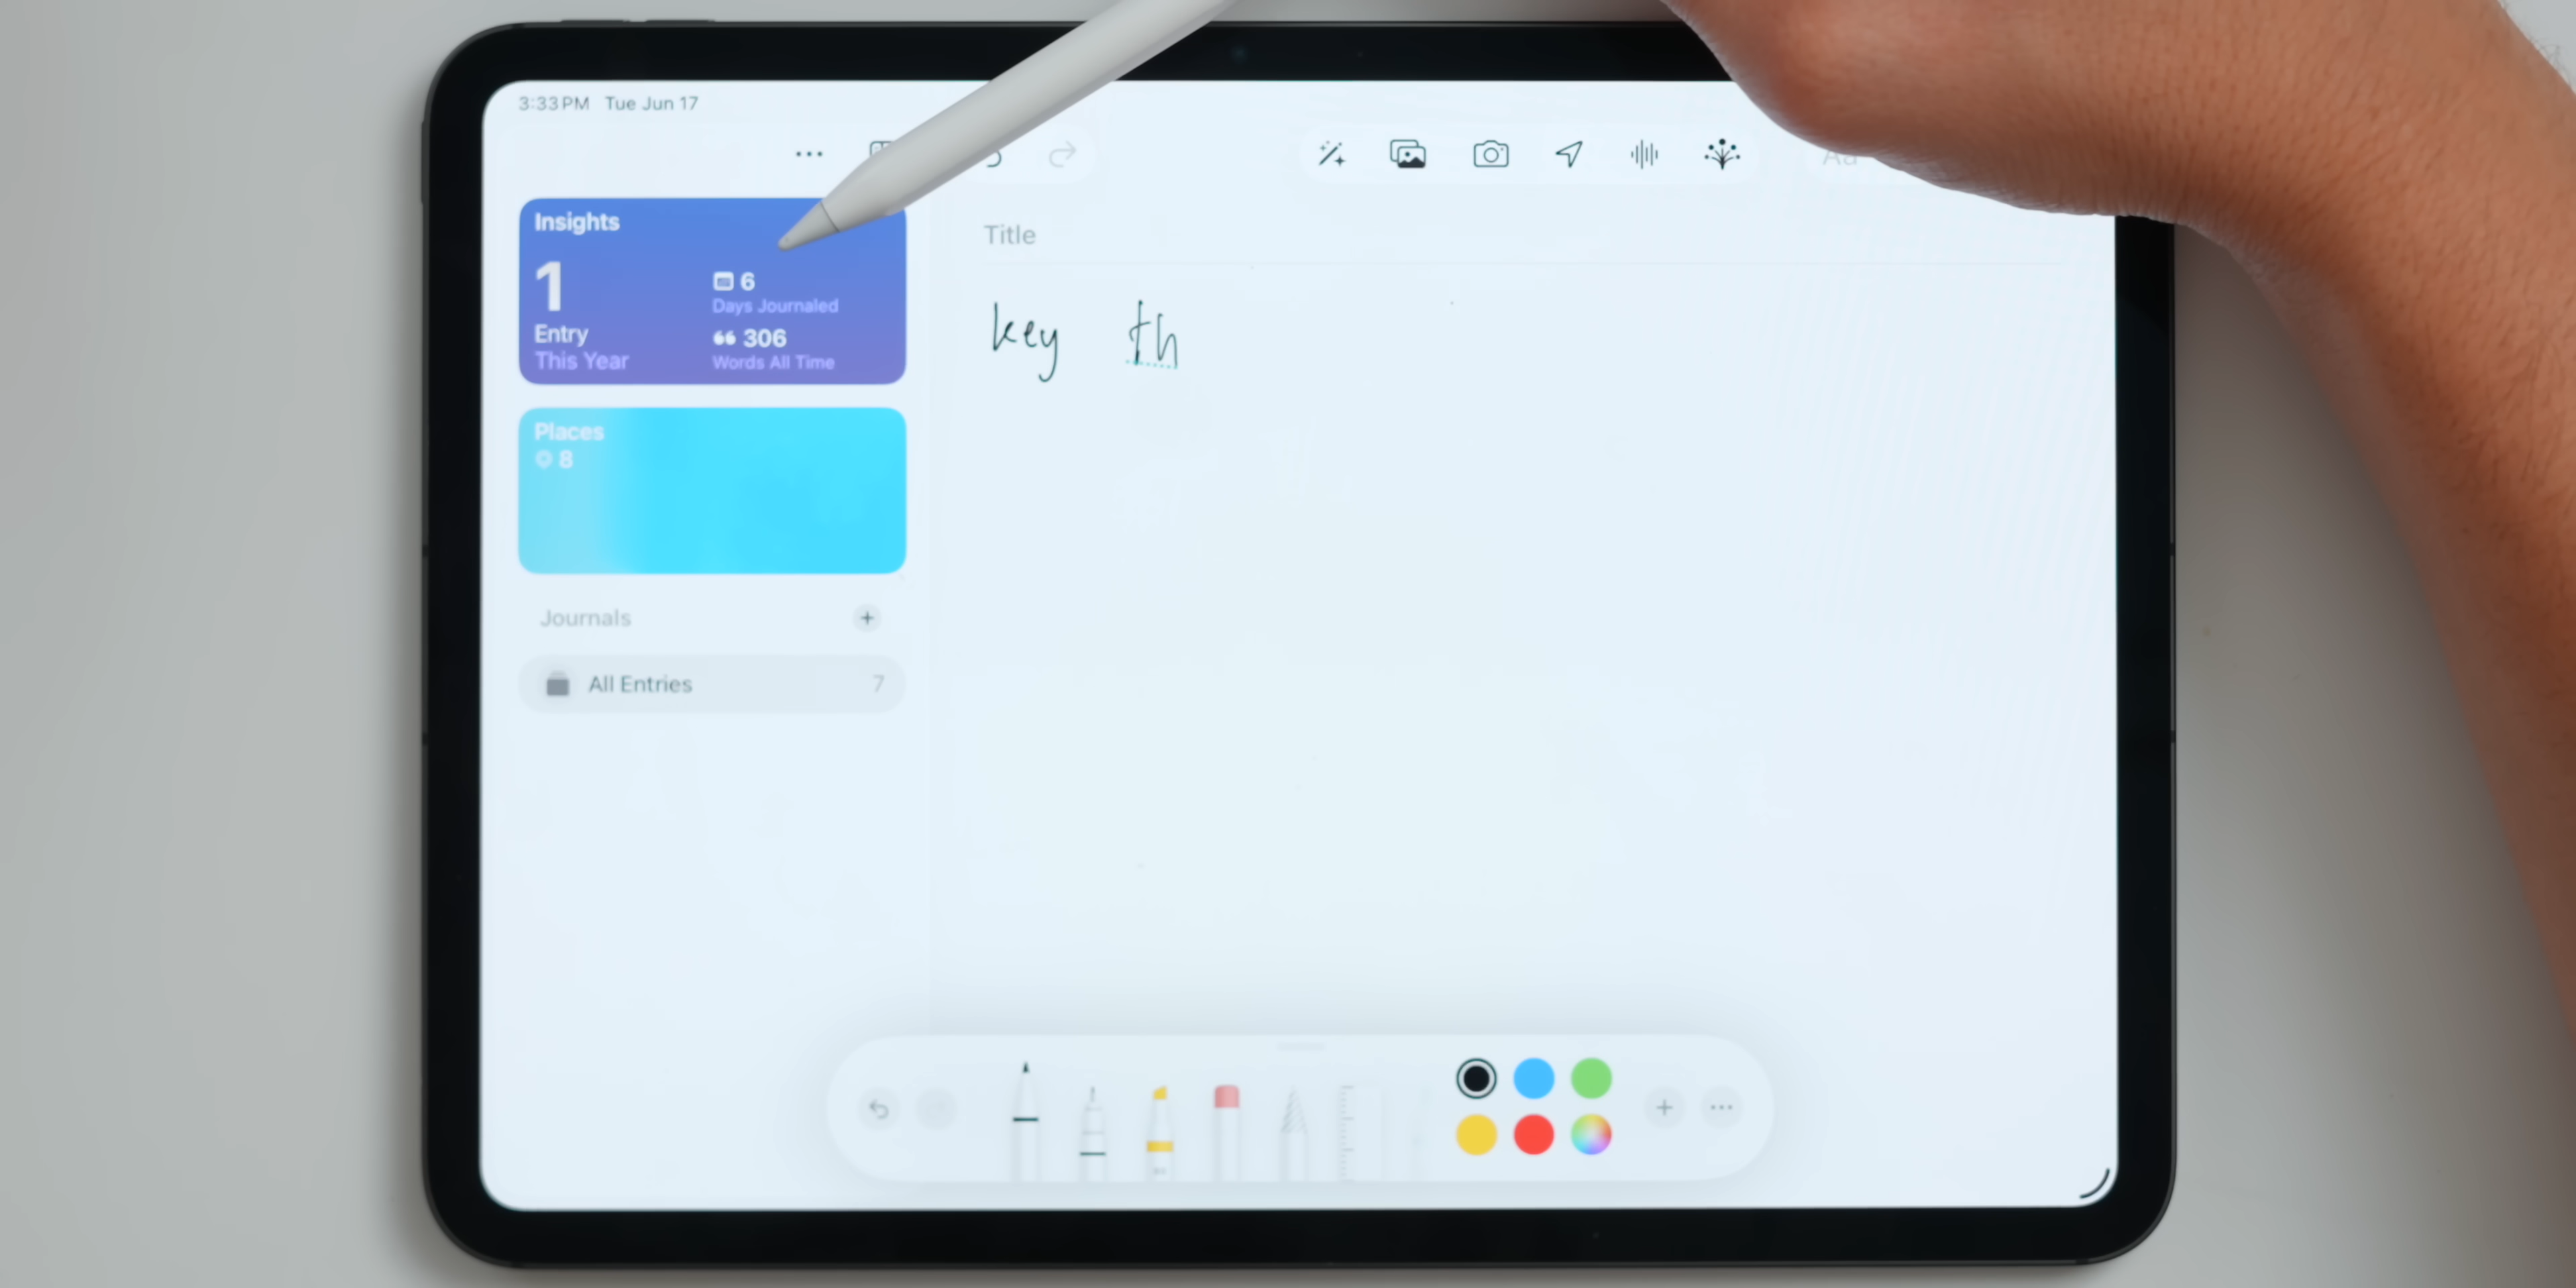 3:33 PM Tue Jun 17
Insights
1
Entry
This Year
6
Days Journaled
306
Words All Time
Places
8
Journals
All Entries 7
Aa
Title
key th